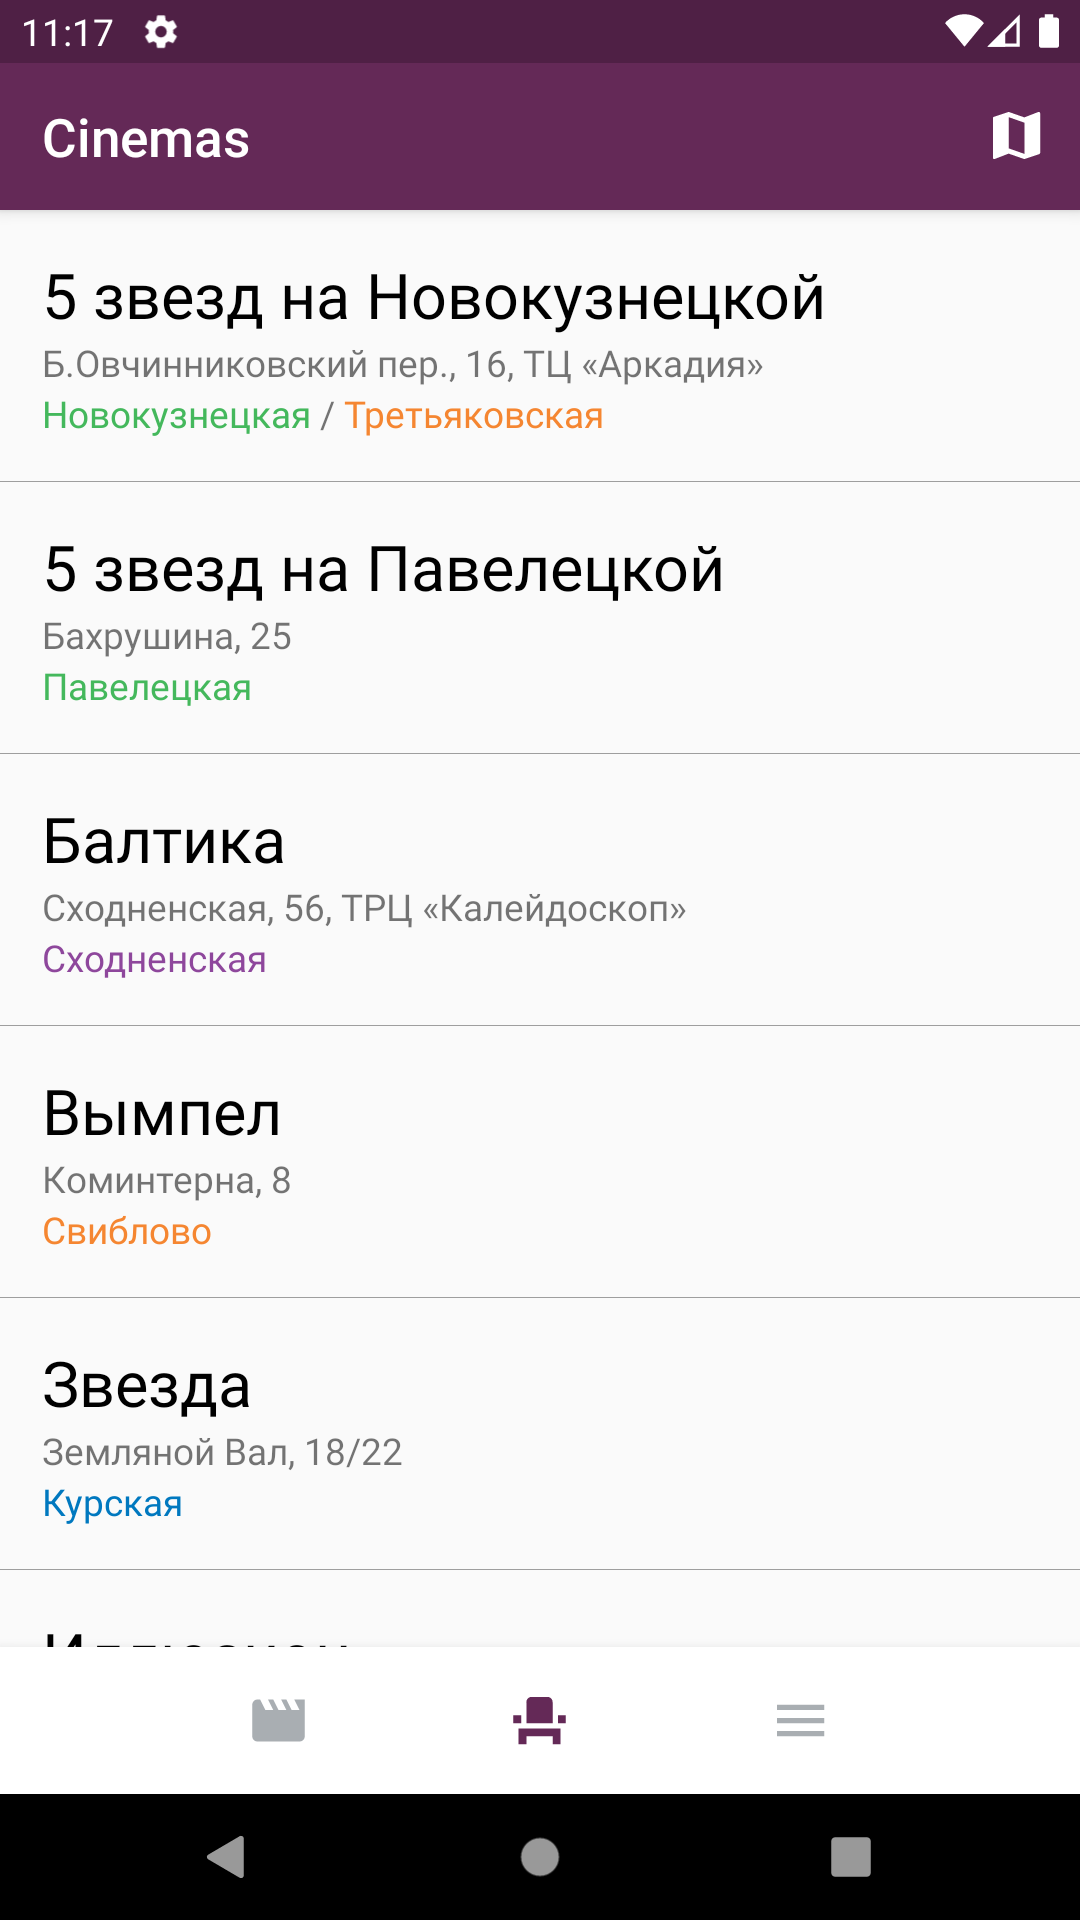 11:17
Cinemas
5 звезд на Новокузнецкой
Б.Овчинниковский пер., 16, ТЦ «Аркадия»
Новокузнецкая / Третьяковская
5 звезд на Павелецкой
Бахрушина, 25
Павелецкая
Балтика
Сходненская, 56, ТРЦ «Калейдоскоп»
Сходненская
Вымпел
Коминтерна, 8
Свиблово
Звезда
Земляной Вал, 18/22
Курская